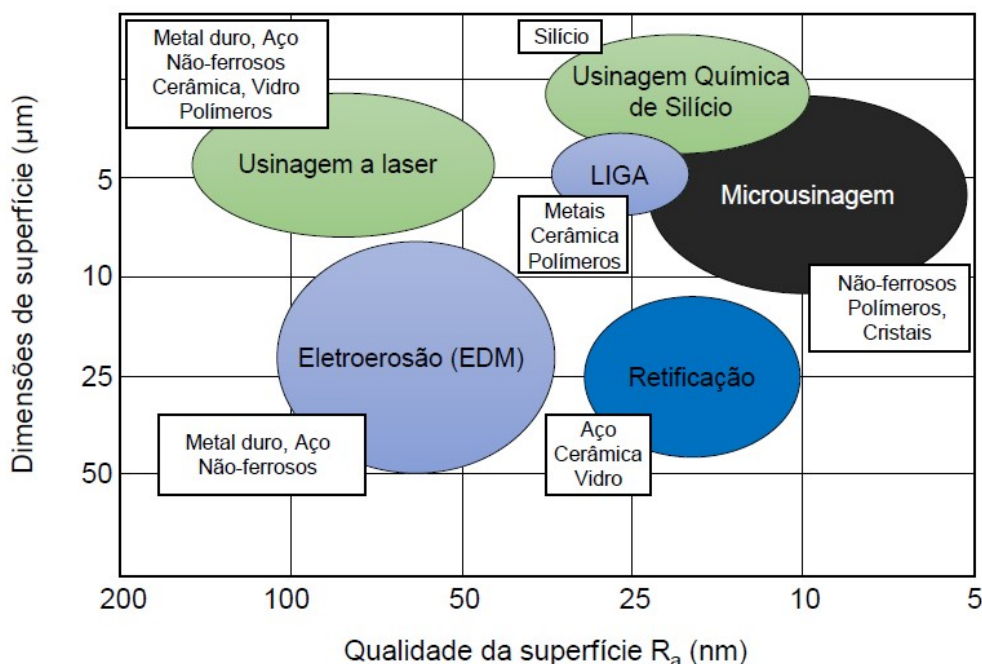 Dimensões de superfície (µm)
Metal duro, Aço
Não-ferrosos
Cerâmica, Vidro
Polímeros
Silício
Usinagem Química
de Silício
Usinagem a laser
5
LIGA
Microusinagem
Metais
Cerâmica
Polímeros
10
Não-ferrosos
Polímeros,
Cristais
Eletroerosão (EDM)
25
Retificação
Metal duro, Aço
Não-ferrosos
Aço
Cerâmica
Vidro
50
200 100 50 25 10 5
Qualidade da superfície Ra (nm)